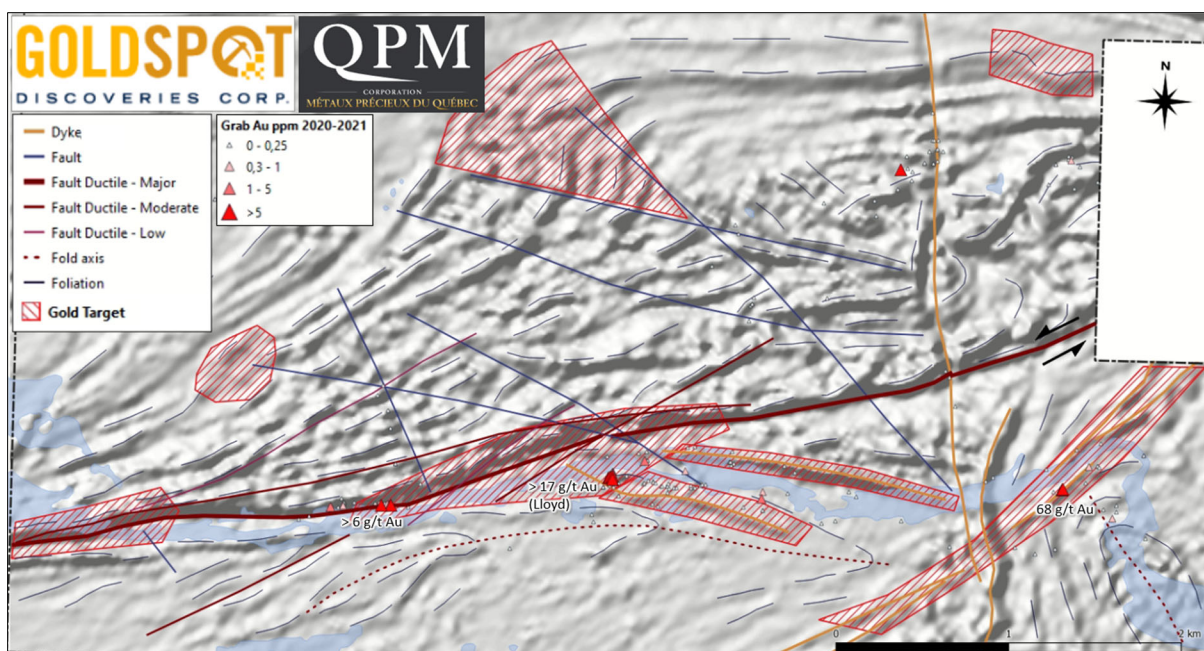 GOLDSPOT
DISCOVERIES CORP.
QPM
CORPORATION
MÉTAUX PRÉCIEUX DU QUÉBEC
N
Dyke
Fault
Fault Ductile - Major
Fault Ductile - Moderate
Fault Ductile - Low
Fold axis
Foliation
Gold Target
Grab Au ppm 2020-2021
0 - 0,25
0,3 - 1
1 - 5
>5
> 17 g/t Au
(Lloyd)
> 6 g/t Au
68 g/t Au
0 1 2 km